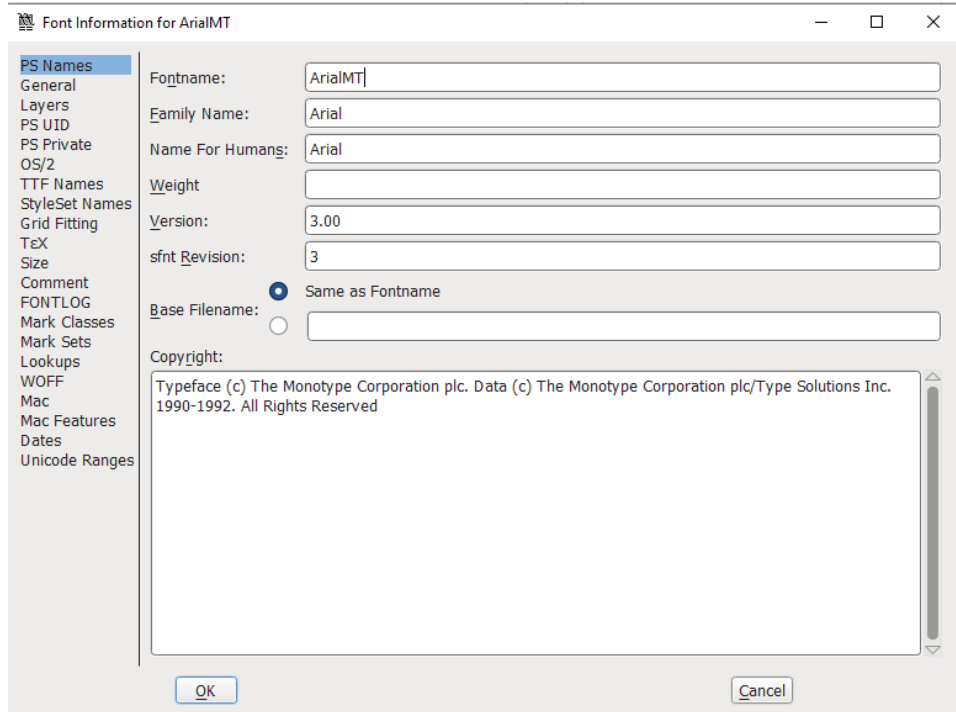 Font Information for ArialMT
PS Names
General
Layers
PS UID
PS Private
OS/2
TTF Names
StyleSet Names
Grid Fitting
ΤεΧ
Size
Comment
FONTLOG
Mark Classes
Mark Sets
Lookups
WOFF
Mac
Mac Features
Dates
Unicode Ranges
Fontname: ArialMT
Family Name: Arial
Name For Humans: Arial
Weight
Version: 3.00
sfnt Revision: 3
Base Filename: Same as Fontname
Copyright:
Typeface (c) The Monotype Corporation plc. Data (c) The Monotype Corporation plc/Type Solutions Inc.
1990-1992. All Rights Reserved
OK
Cancel